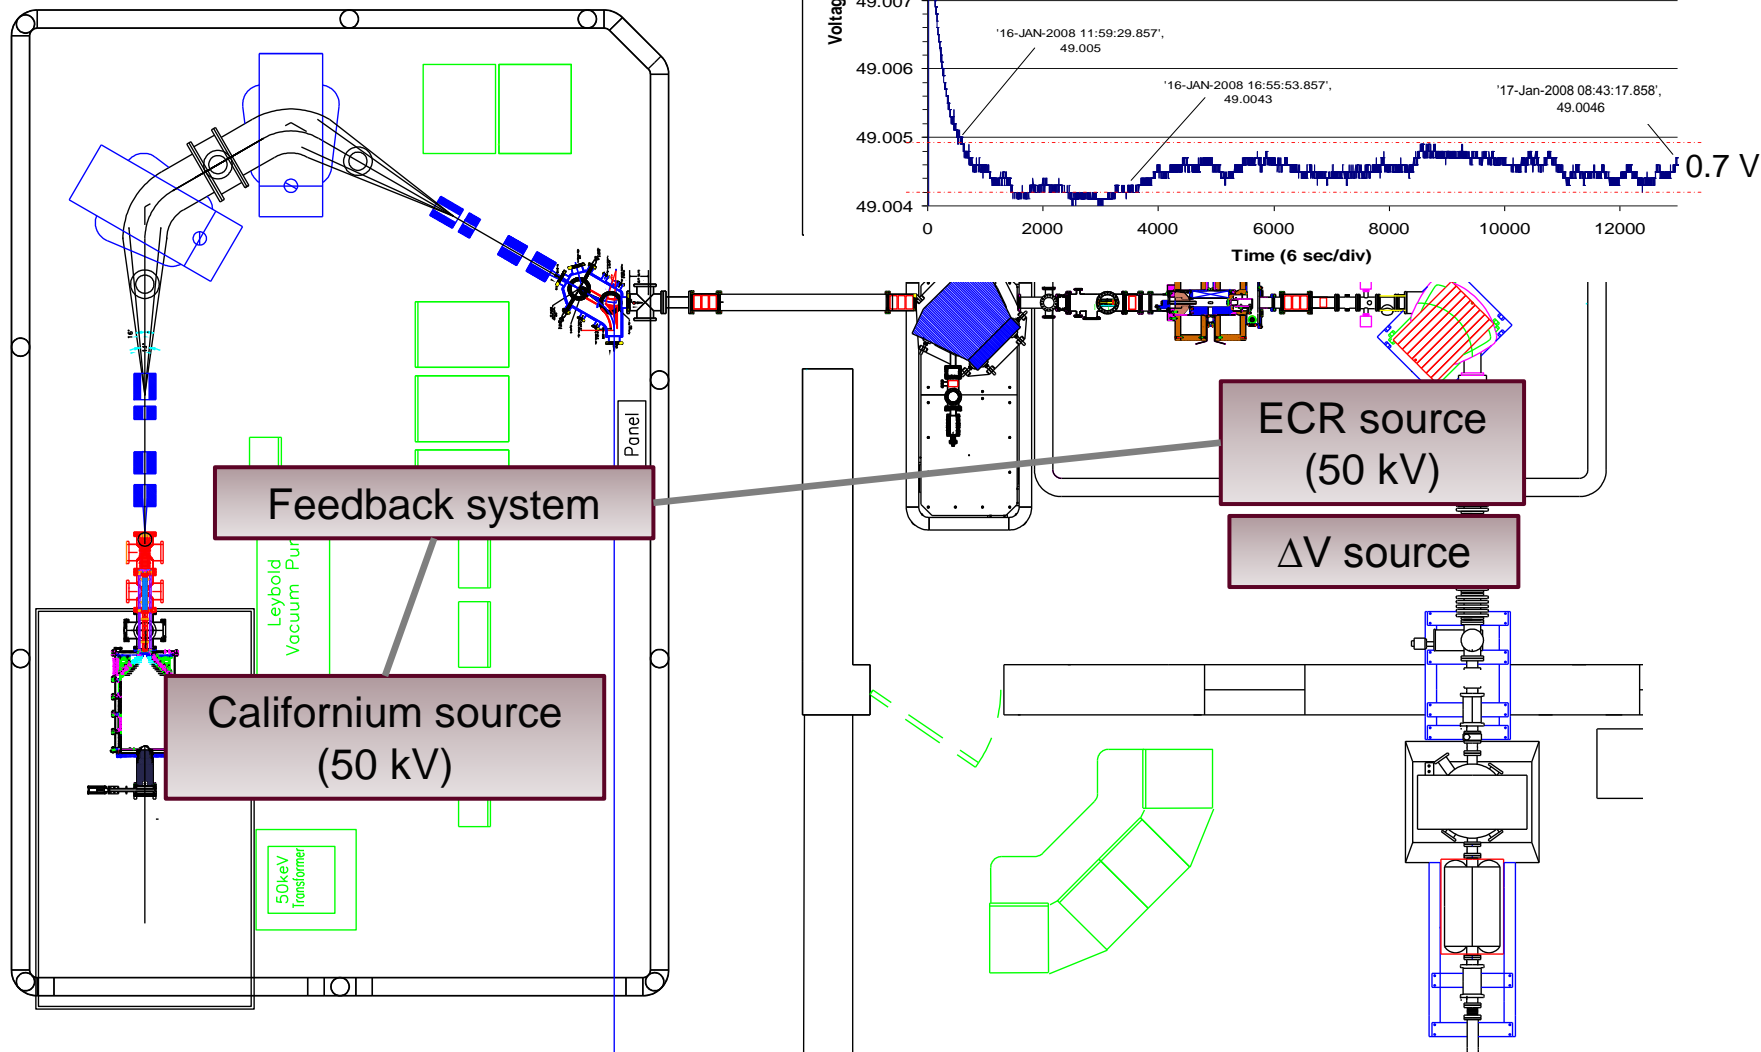 Voltag
49.007
49.006
49.005
49.004
'16-JAN-2008 11:59:29.857',
49.005
'16-JAN-2008 16:55:53.857',
49.0043
'17-Jan-2008 08:43:17.858',
49.0046
0.7 V
0
2000
4000
6000
8000
10000
12000
Time (6 sec/div)
Panel
ECR source
(50 kV)
Feedback system
ΔV source
Leybold
Vacuum Pur
Californium source
(50 kV)
50keV
Transformer